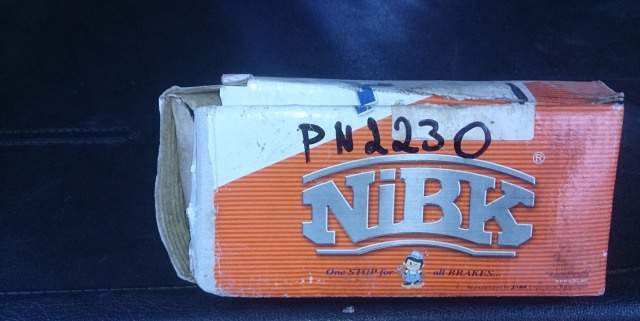 PN2230
NiBK
®
One STOP for all BRAKES...